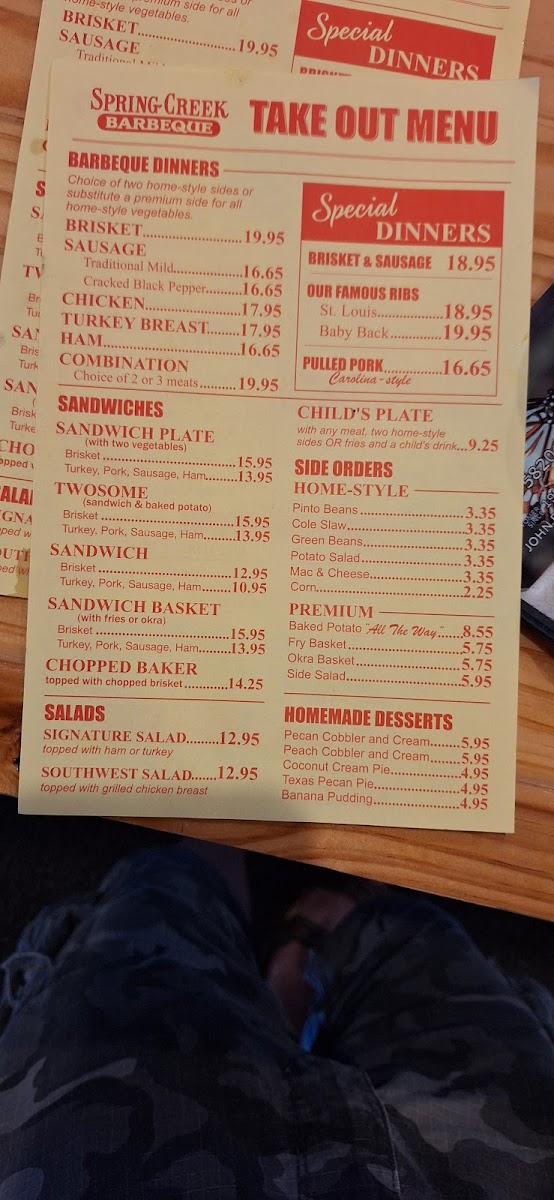 home-style vegetables.
BRISKET..............19.95
SAUSAGE
Special
DINNERS
SPRING CREEK
BARBEQUE
TAKE OUT MENU
BARBEQUE DINNERS
Choice of two home-style sides or
substitute a premium side for all
home-style vegetables.
BRISKET..............19.95
SAUSAGE
Traditional Mild..............16.65
Cracked Black Pepper..............16.65
CHICKEN..............17.95
TURKEY BREAST..............17.95
HAM..............16.65
COMBINATION
Choice of 2 or 3 meats..............19.95
Special
DINNERS
BRISKET & SAUSAGE 18.95
OUR FAMOUS RIBS
St. Louis..............18.95
Baby Back..............19.95
PULLED PORK..............16.65
Carolina-style
SANDWICHES
SANDWICH PLATE
(with two vegetables)
Brisket..............15.95
Turkey, Pork, Sausage, Ham..............13.95
TWOSOME
(sandwich & baked potato)
Brisket..............15.95
Turkey, Pork, Sausage, Ham..............13.95
SANDWICH
Brisket..............12.95
Turkey, Pork, Sausage, Ham..............10.95
SANDWICH BASKET
(with fries or okra)
Brisket..............15.95
Turkey, Pork, Sausage, Ham..............13.95
CHOPPED BAKER
topped with chopped brisket..............14.25
SALADS
SIGNATURE SALAD........12.95
topped with ham or turkey
SOUTHWEST SALAD......12.95
topped with grilled chicken breast
CHILD'S PLATE
with any meat, two home-style
sides OR fries and a child's drink...9.25
SIDE ORDERS
HOME-STYLE
Pinto Beans..............3.35
Cole Slaw..............3.35
Green Beans..............3.35
Potato Salad..............3.35
Mac & Cheese..............3.35
Corn..............2.25
PREMIUM
Baked Potato "All The Way".....8.55
Fry Basket..............5.75
Okra Basket..............5.75
Side Salad..............5.95
HOMEMADE DESSERTS
Pecan Cobbler and Cream.......5.95
Peach Cobbler and Cream.......5.95
Coconut Cream Pie..............4.95
Texas Pecan Pie..............4.95
Banana Pudding..............4.95